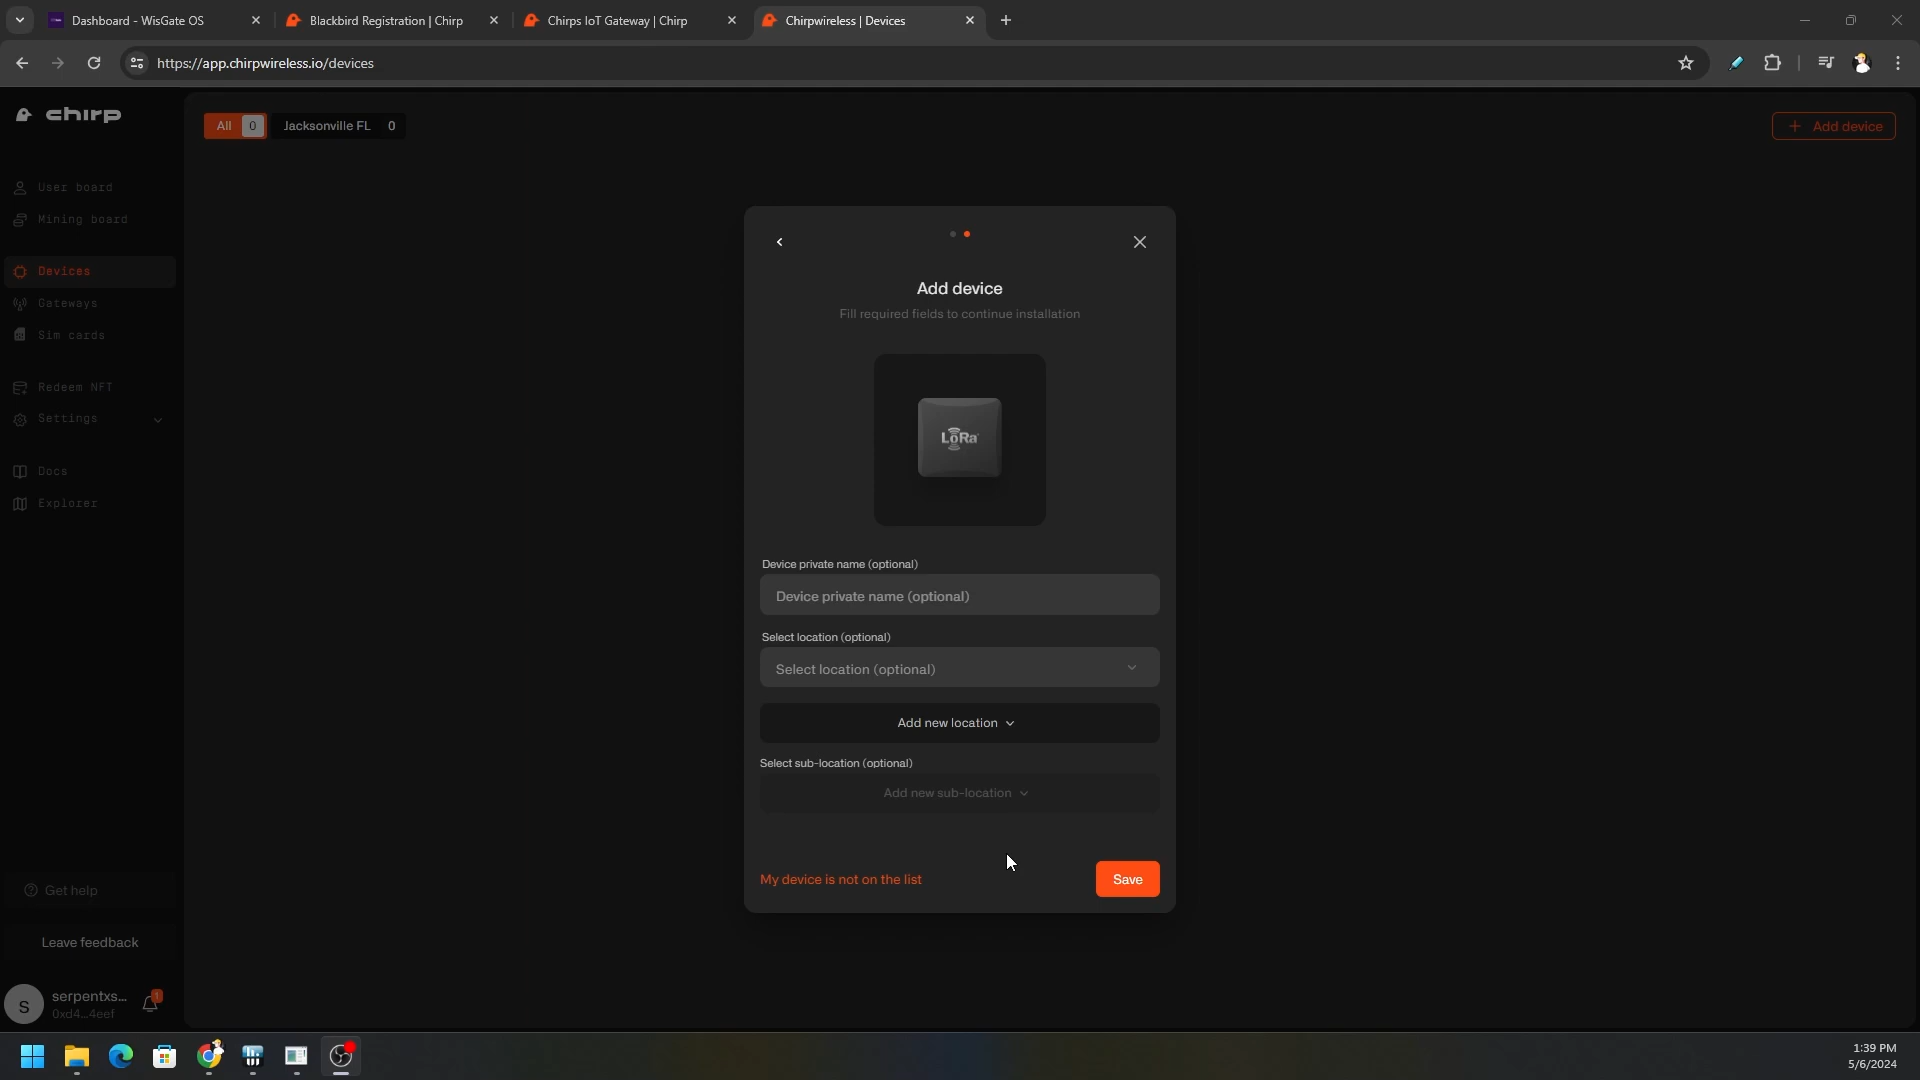 Dashboard - WisGate OS
Blackbird Registration | Chirp
Chirps IoT Gateway | Chirp
Chirpwireless | Devices
https://app.chirpwireless.io/devices
chirp
All 0
Jacksonville FL 0
+ Add device
User board
Mining board
Devices
Gateways
Sim cards
Redeem NFT
Settings
Docs
Explorer
Get help
Leave feedback
S
serpentxs...
0xd4...4eef
1
Add device
Fill required fields to continue installation
LoRa
Device private name (optional)
Device private name (optional)
Select location (optional)
Select location (optional)
Add new location
Select sub-location (optional)
Add new sub-location
My device is not on the list
Save
1:39 PM
5/6/2024